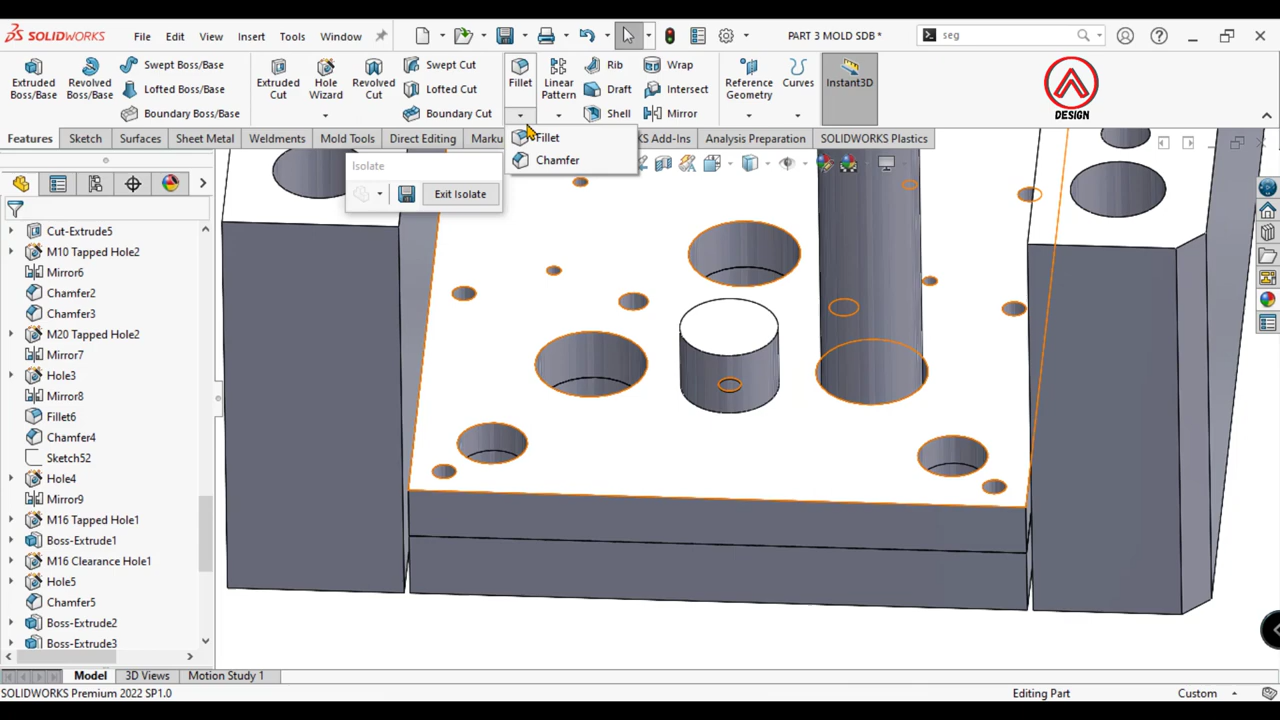 SOLIDWORKS File Edit View Insert Tools Window PART 3 MOLD SDB * seg
Extruded Boss/Base Revolved Boss/Base Swept Boss/Base Lofted Boss/Base Boundary Boss/Base
Extruded Cut Hole Wizard Revolved Cut Swept Cut Lofted Cut Boundary Cut
Fillet Linear Pattern Rib Draft Shell Wrap Intersect Mirror
Reference Geometry Curves Instant3D
DESIGN
Features Sketch Surfaces Sheet Metal Weldments Mold Tools Direct Editing Marku KS Add-Ins Analysis Preparation SOLIDWORKS Plastics
Fillet
Chamfer
Isolate
Exit Isolate
Cut-Extrude5
M10 Tapped Hole2
Mirror6
Chamfer2
Chamfer3
M20 Tapped Hole2
Mirror7
Hole3
Mirror8
Fillet6
Chamfer4
Sketch52
Hole4
Mirror9
M16 Tapped Hole1
Boss-Extrude1
M16 Clearance Hole1
Hole5
Chamfer5
Boss-Extrude2
Boss-Extrude3
Model 3D Views Motion Study 1
SOLIDWORKS Premium 2022 SP1.0 Editing Part Custom